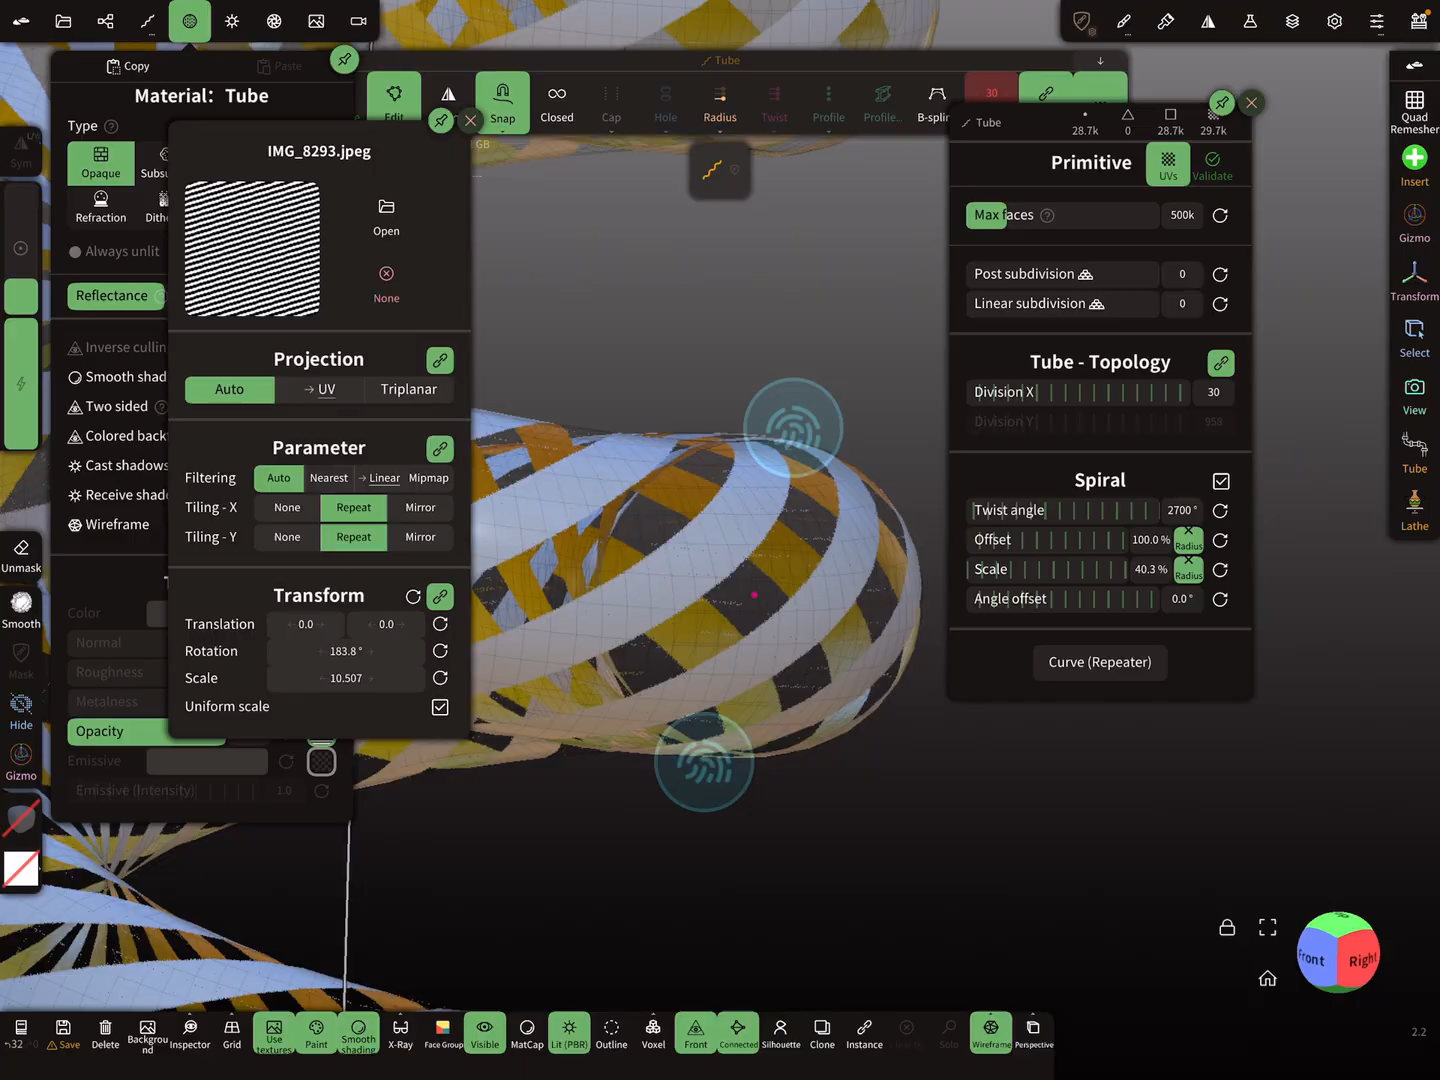 Tube
Copy
Paste
Material: Tube
Type
Opaque
Subsu
Refraction
Dith
Always unlit
Reflectance
Inverse cullin
Smooth shad
Two sided
Colored back
Cast shadows
Receive shad
Wireframe
Color
Normal
Roughness
Metalness
Opacity
Emissive
Emissive (Intensity)
1.0
Edit
Snap
Closed
Cap
Hole
Radius
Twist
Profile
Profile...
B-splin
30
GB
IMG_8293.jpeg
Open
None
Projection
Auto
UV
Triplanar
Parameter
Filtering
Auto
Nearest
Linear
Mipmap
Tiling - X
None
Repeat
Mirror
Tiling - Y
None
Repeat
Mirror
Transform
Translation
0.0
0.0
Rotation
183.8 °
Scale
10.507
Uniform scale
Tube
28.7k
0
28.7k
29.7k
Primitive
UVs
Validate
Max faces
500k
Post subdivision
0
Linear subdivision
0
Tube - Topology
Division X
30
Division Y
958
Spiral
Twist angle
2700 °
Offset
100.0 %
Radius
Scale
40.3 %
Radius
Angle offset
0.0 °
Curve (Repeater)
Quad
Remesher
Insert
Gizmo
Transform
Select
View
Tube
Lathe
Sym
Unmask
Smooth
Mask
Hide
Gizmo
Front
Right
2.2
32
0
Save
Delete
Backgrou
nd
Inspector
Grid
Use
textures
Paint
Smooth
shading
X-Ray
Face Group
Visible
MatCap
Lit (PBR)
Outline
Voxel
Front
Connected
Silhouette
Clone
Instance
Solo
Wireframe
Perspective